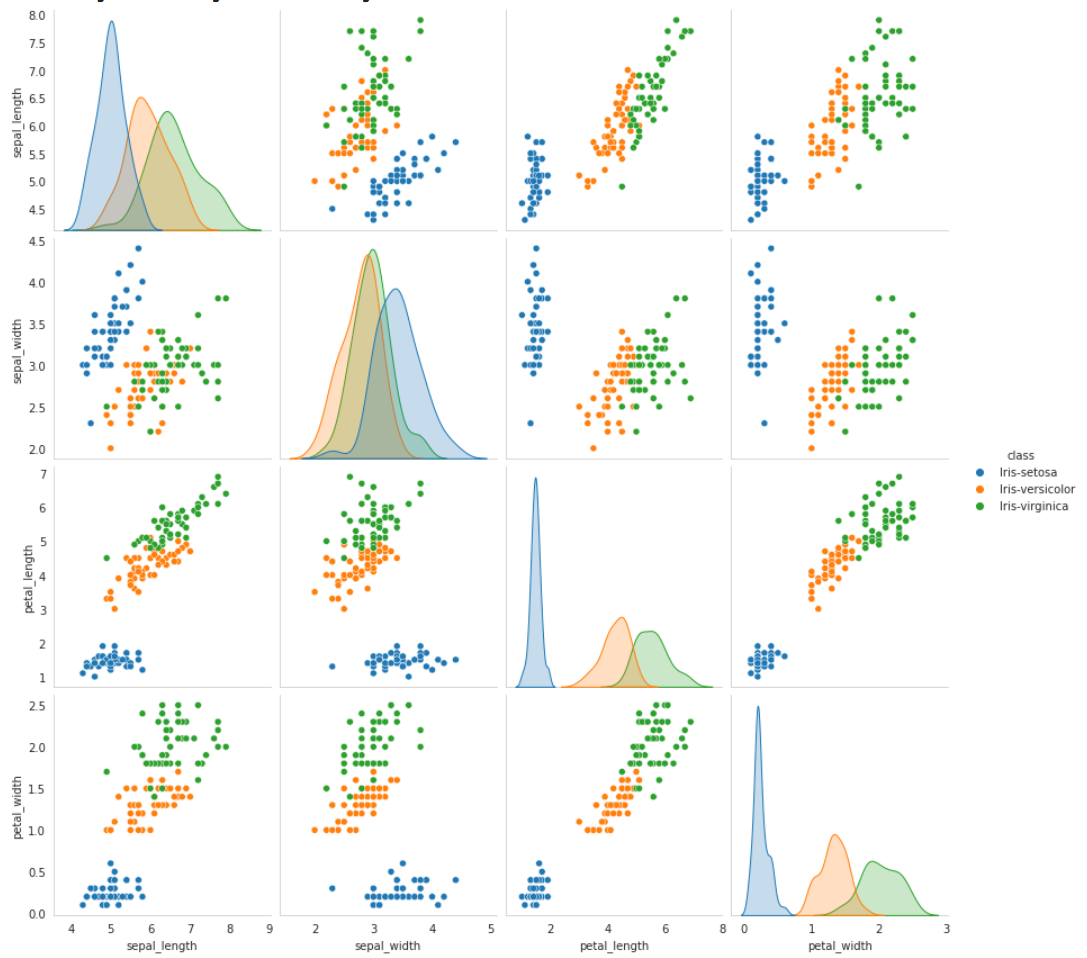 8.0
7.5
7.0
6.5
6.0
5.5
5.0
4.5
sepal_length
4.5
4.0
3.5
3.0
2.5
2.0
sepal_width
7
6
5
4
3
2
1
petal_length
class
Iris-setosa
Iris-versicolor
Iris-virginica
2.5
2.0
1.5
1.0
0.5
0.0
petal_width
4 5 6 7 8 9
2 3 4 5
2 4 6 8
0 1 2 3
sepal_length sepal_width petal_length petal_width